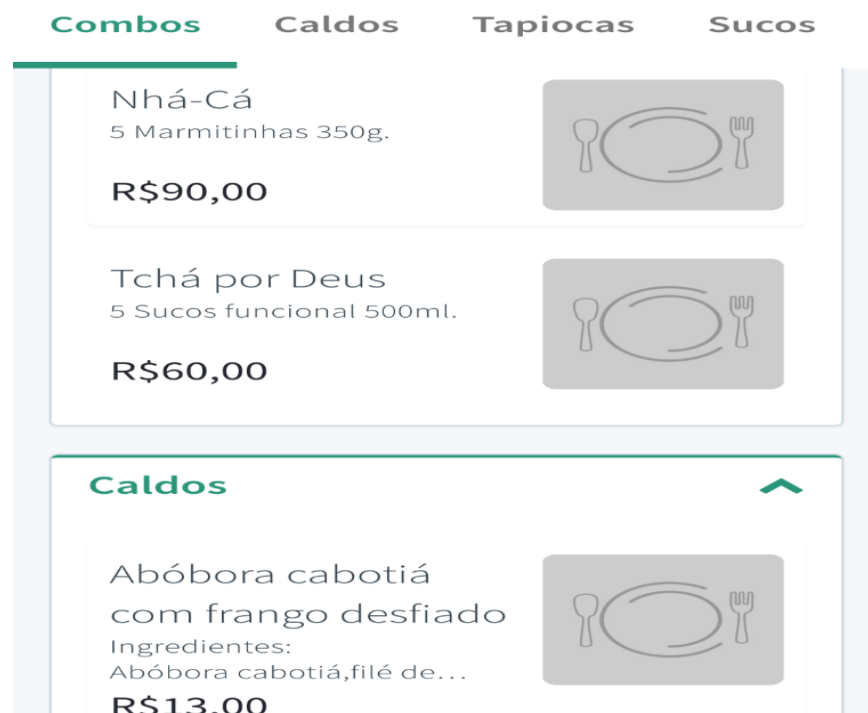 Combos Caldos Tapiocas Sucos
Nhá-Cá
5 Marmitinhas 350g.
R$90,00
Tchá por Deus
5 Sucos funcional 500ml.
R$60,00
Caldos
Abóbora cabotiá
com frango desfiado
Ingredientes:
Abóbora cabotiá,filé de...
R$13,00